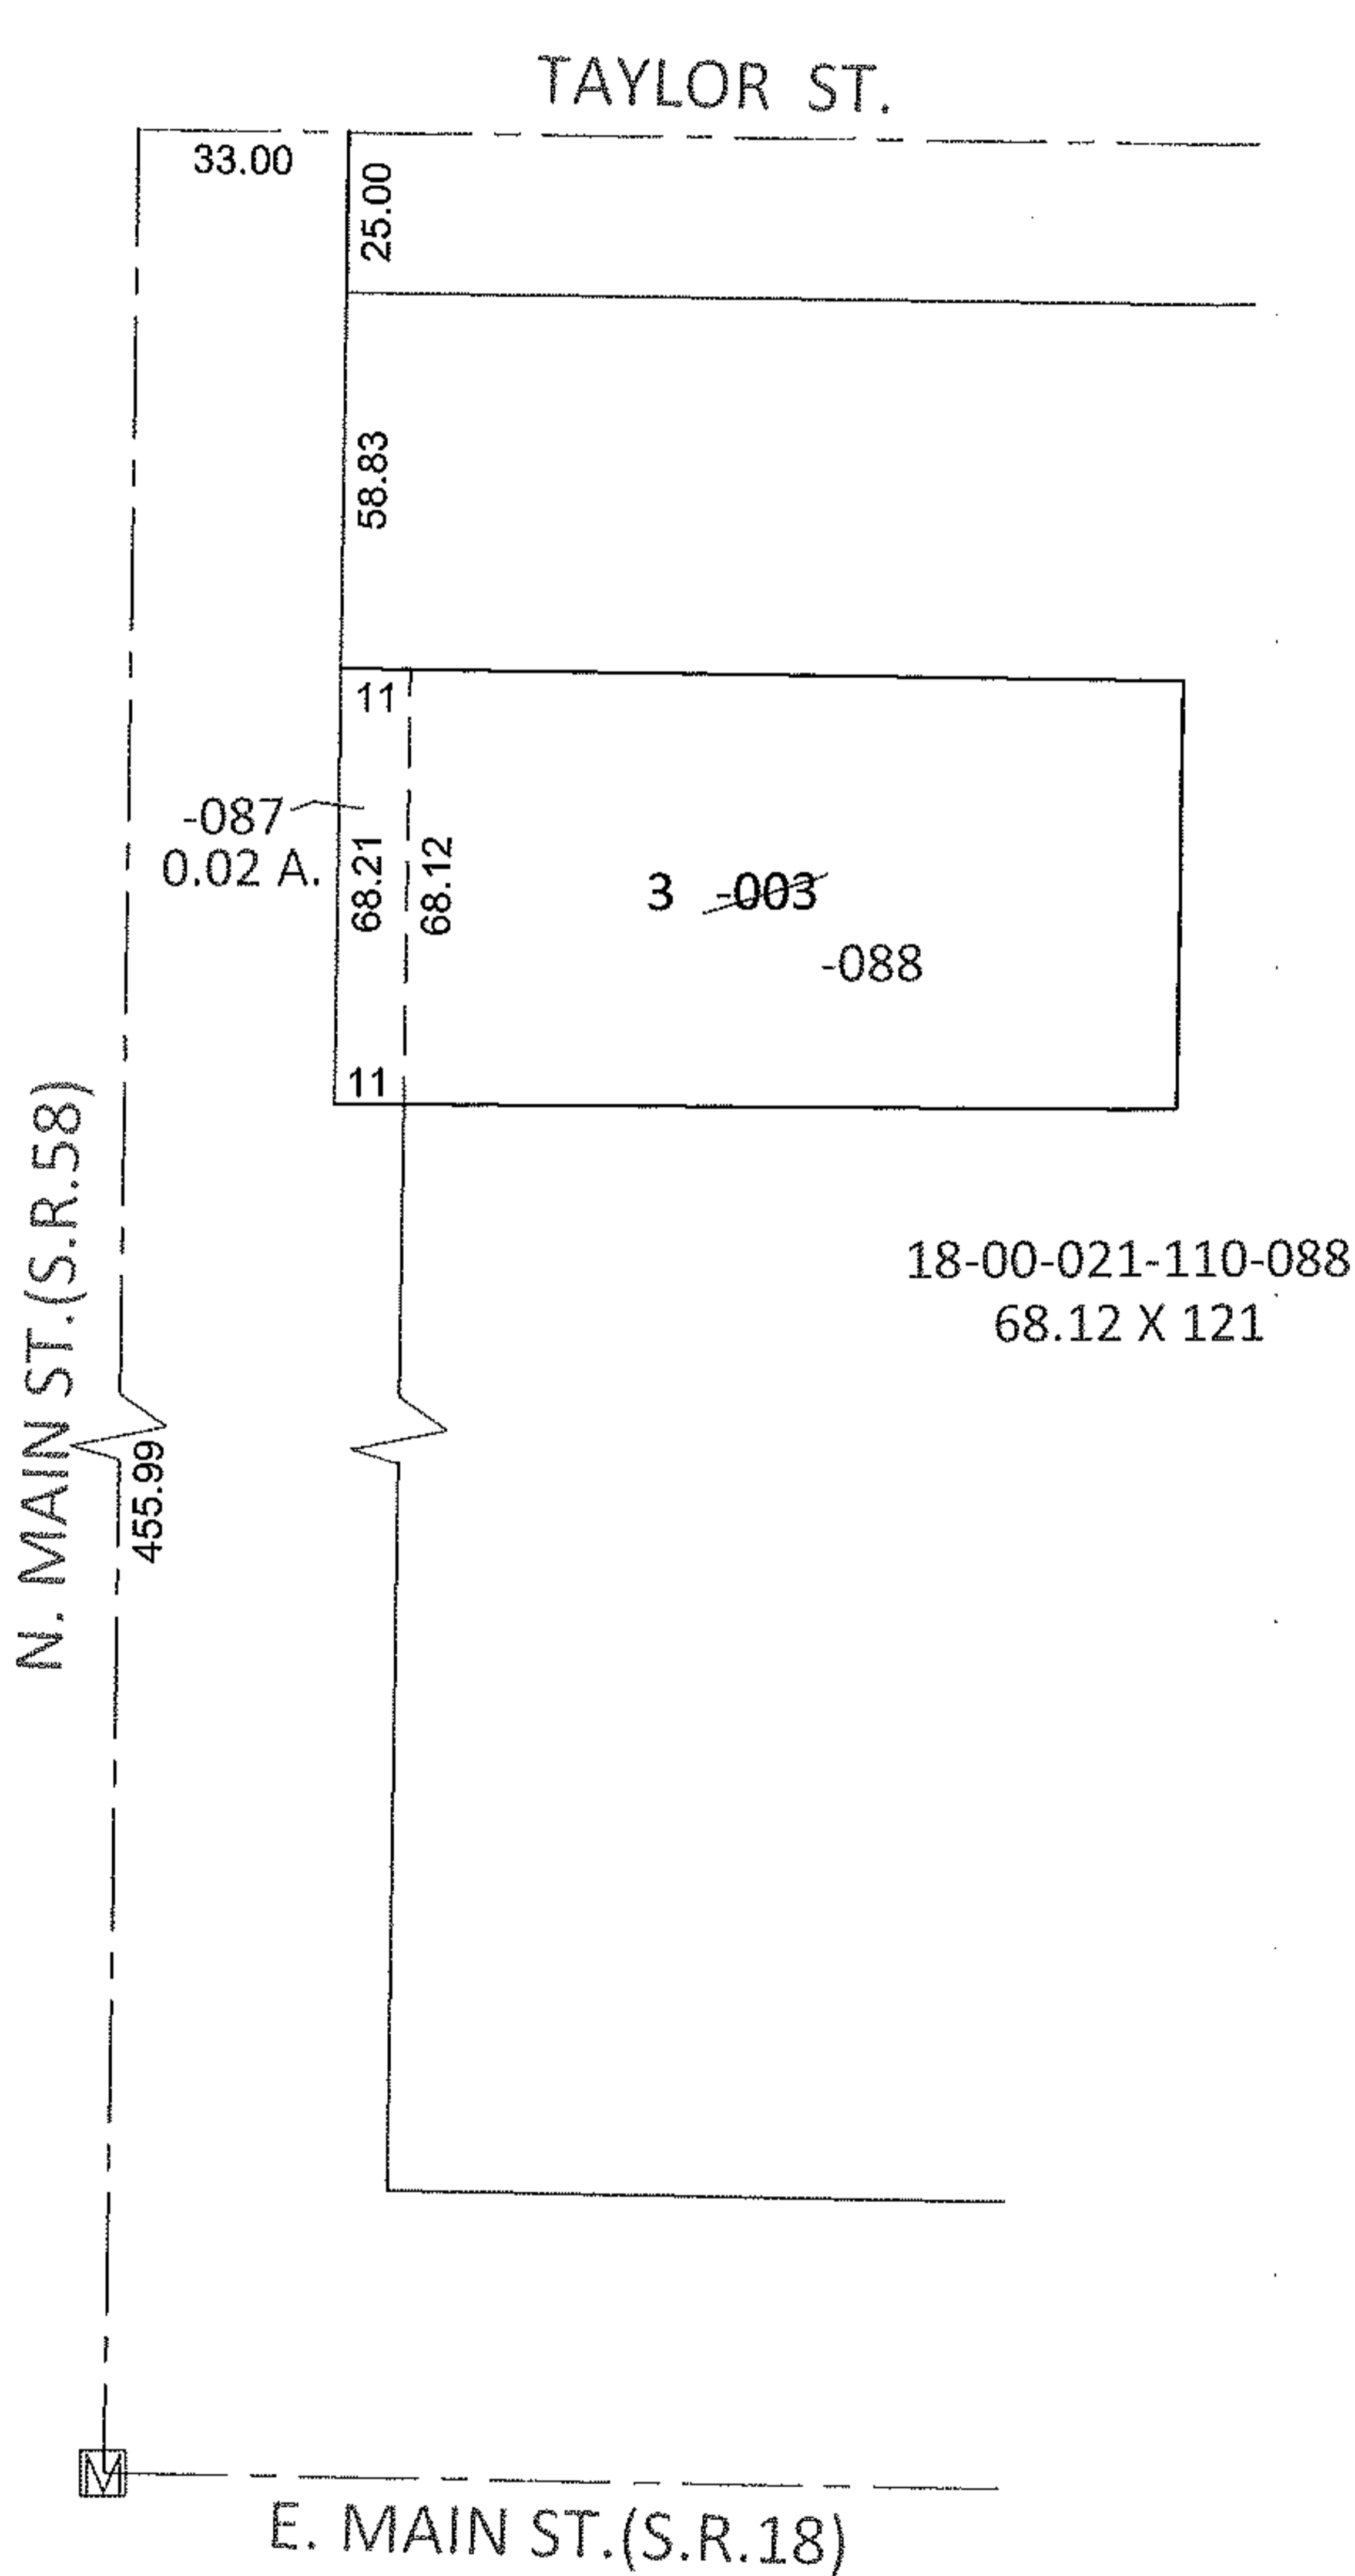 TAYLOR ST.
33.00
25.00
58.83
11
-087
0.02 A.
68.21
68.12
3 -003
-088
11
N. MAIN ST.(S.R.58)
18-00-021-110-088
68.12 X 121
455.99
M
E. MAIN ST.(S.R.18)